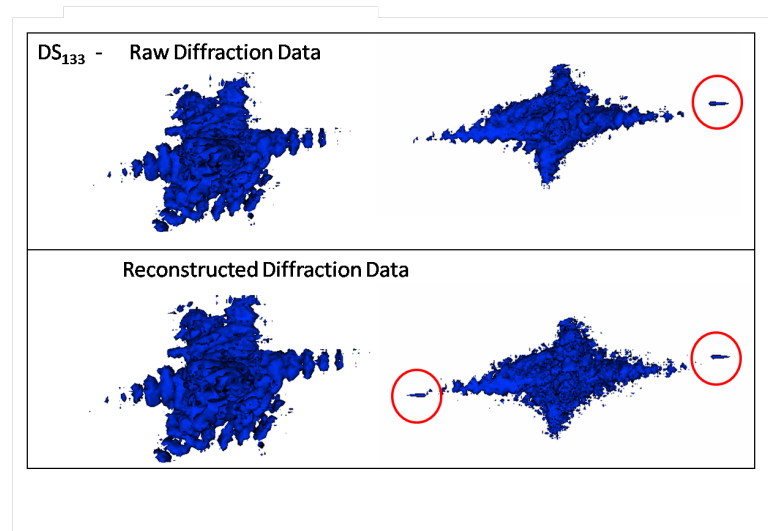 DS133 - Raw Diffraction Data
Reconstructed Diffraction Data